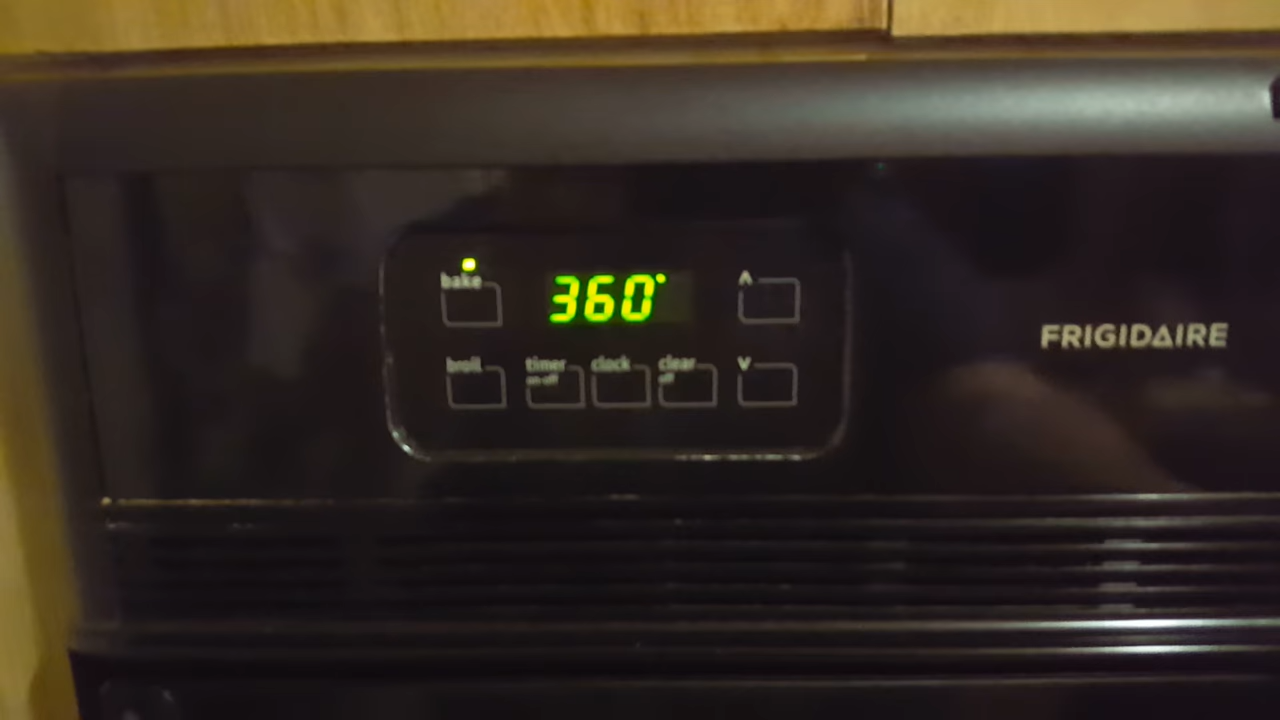 bake
360°
^
FRIGIDAIRE
broil
timer
on-off
clock
clear
off
v